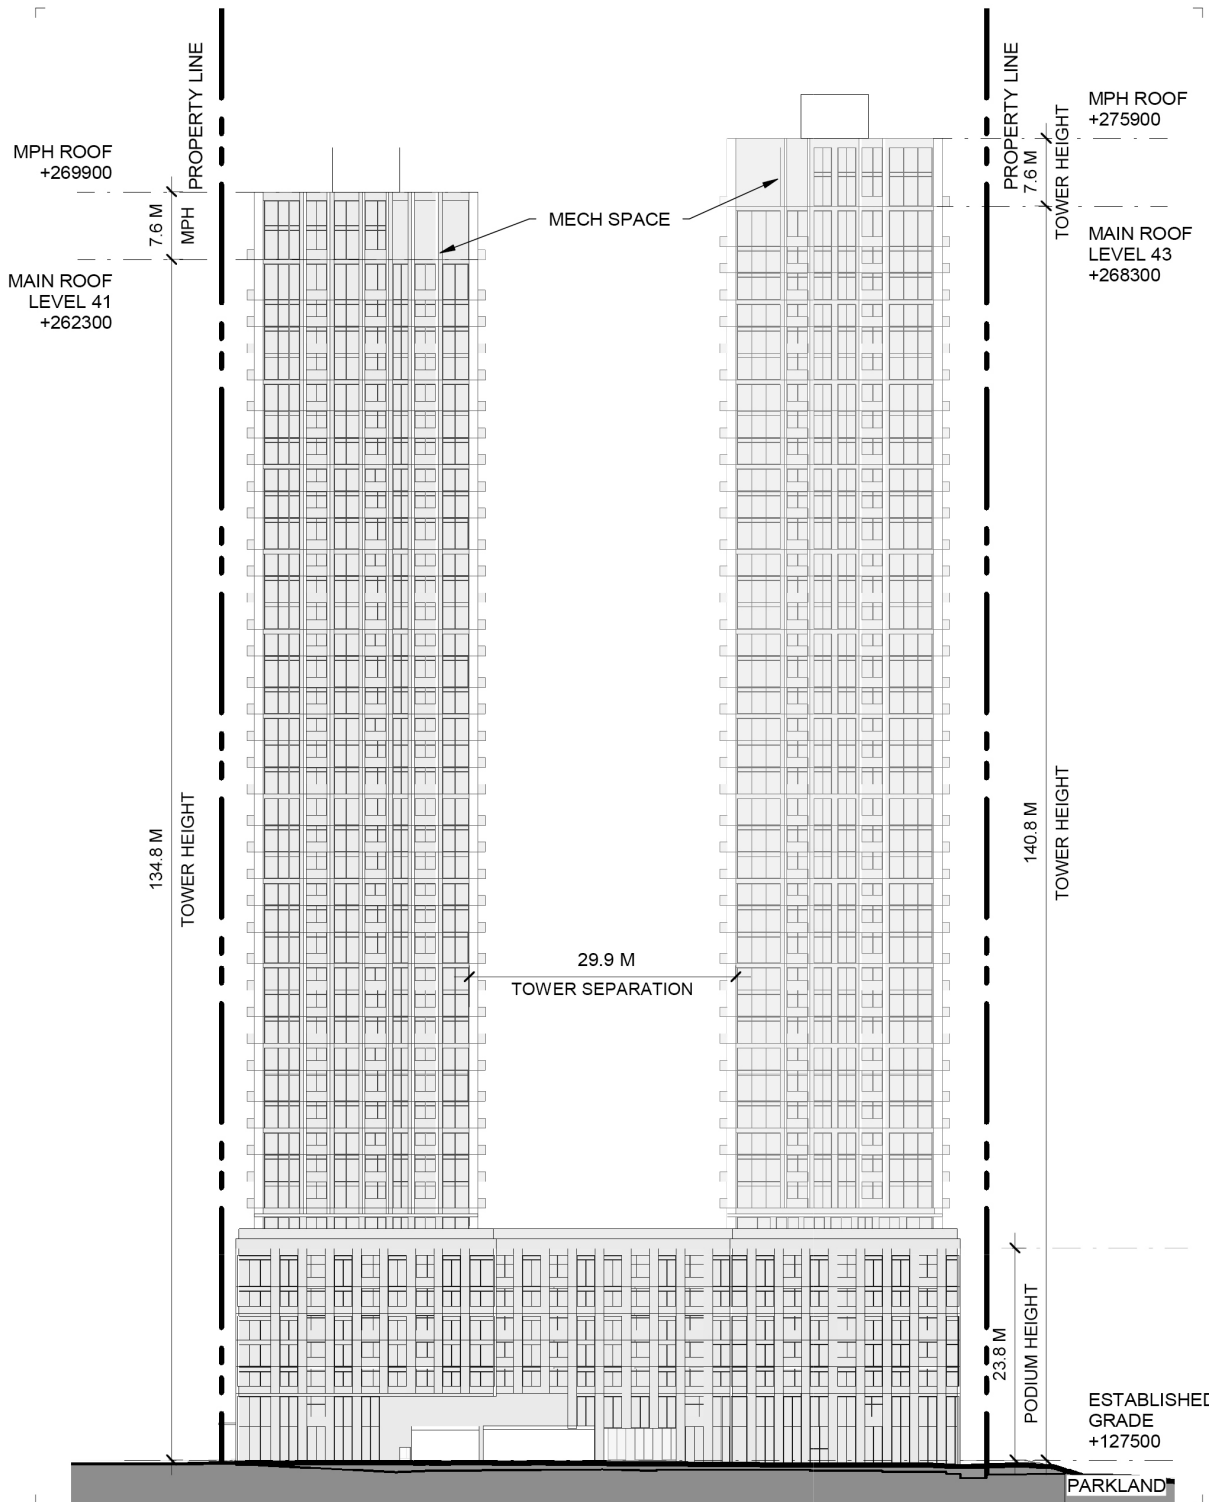 PROPERTY LINE
PROPERTY LINE
MPH ROOF
+275900
TOWER HEIGHT
7.6 M
MPH ROOF
+269900
7.6 M
MPH
MECH SPACE
MAIN ROOF
LEVEL 43
+268300
MAIN ROOF
LEVEL 41
+262300
134.8 M
TOWER HEIGHT
140.8 M
TOWER HEIGHT
29.9 M
TOWER SEPARATION
23.8 M
PODIUM HEIGHT
ESTABLISHED
GRADE
+127500
PARKLAND